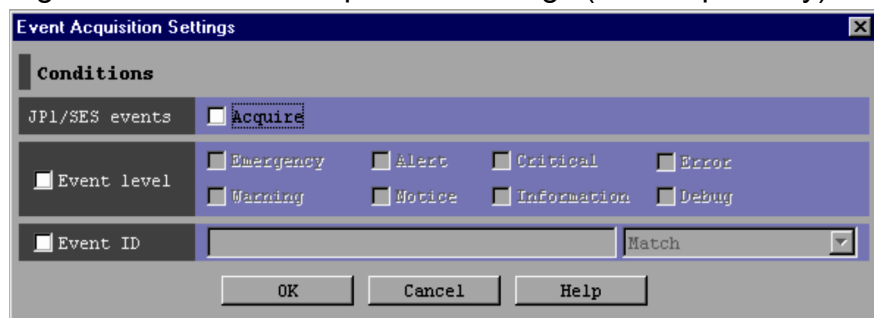 Event Acquisition Settings
Conditions
JP1/SES events Acquire
Emergency Alert Critical Error
Event level
Warning Notice Information Debug
Event ID Match
OK Cancel Help